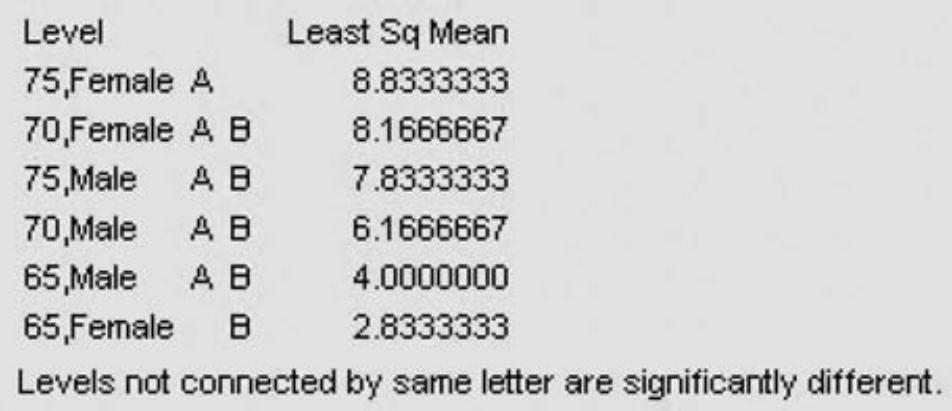 Level Least Sq Mean
75,Female A 8.8333333
70,Female A B 8.1666667
75,Male A B 7.8333333
70,Male A B 6.1666667
65,Male A B 4.0000000
65,Female B 2.8333333
Levels not connected by same letter are significantly different.